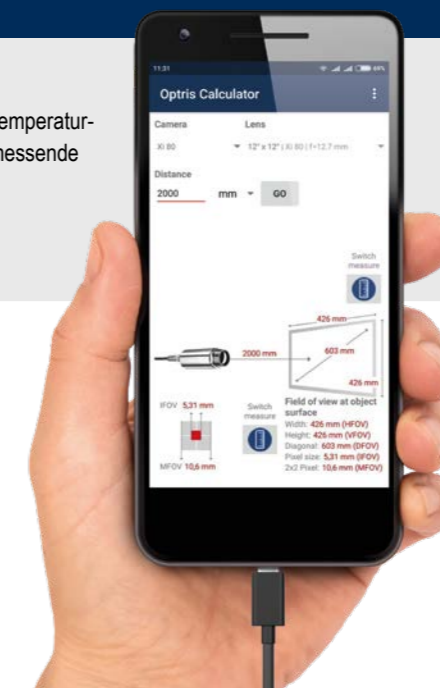 emperatur-
nessende
11:31
64%
Optris Calculator
Camera
Lens
Xi 80
12° x 12° | Xi 80 | f=12.7 mm
Distance
2000
mm
GO
Switch
measure
426 mm
2000 mm
603 mm
426 mm
IFOV 5,31 mm
MFOV 10,6 mm
Switch
measure
Field of view at object
surface
Width: 426 mm (HFOV)
Height: 426 mm (VFOV)
Diagonal: 603 mm (DFOV)
Pixel size: 5,31 mm (IFOV)
2x2 Pixel: 10,6 mm (MFOV)